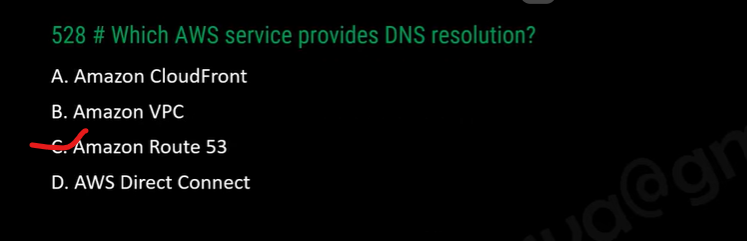 528 # Which AWS service provides DNS resolution?
A. Amazon CloudFront
B. Amazon VPC
C. Amazon Route 53
D. AWS Direct Connect